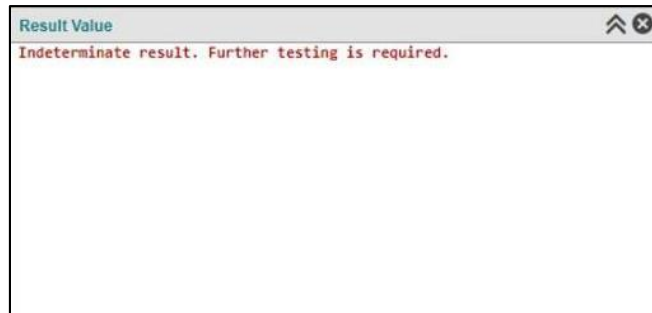 Result Value
Indeterminate result. Further testing is required.